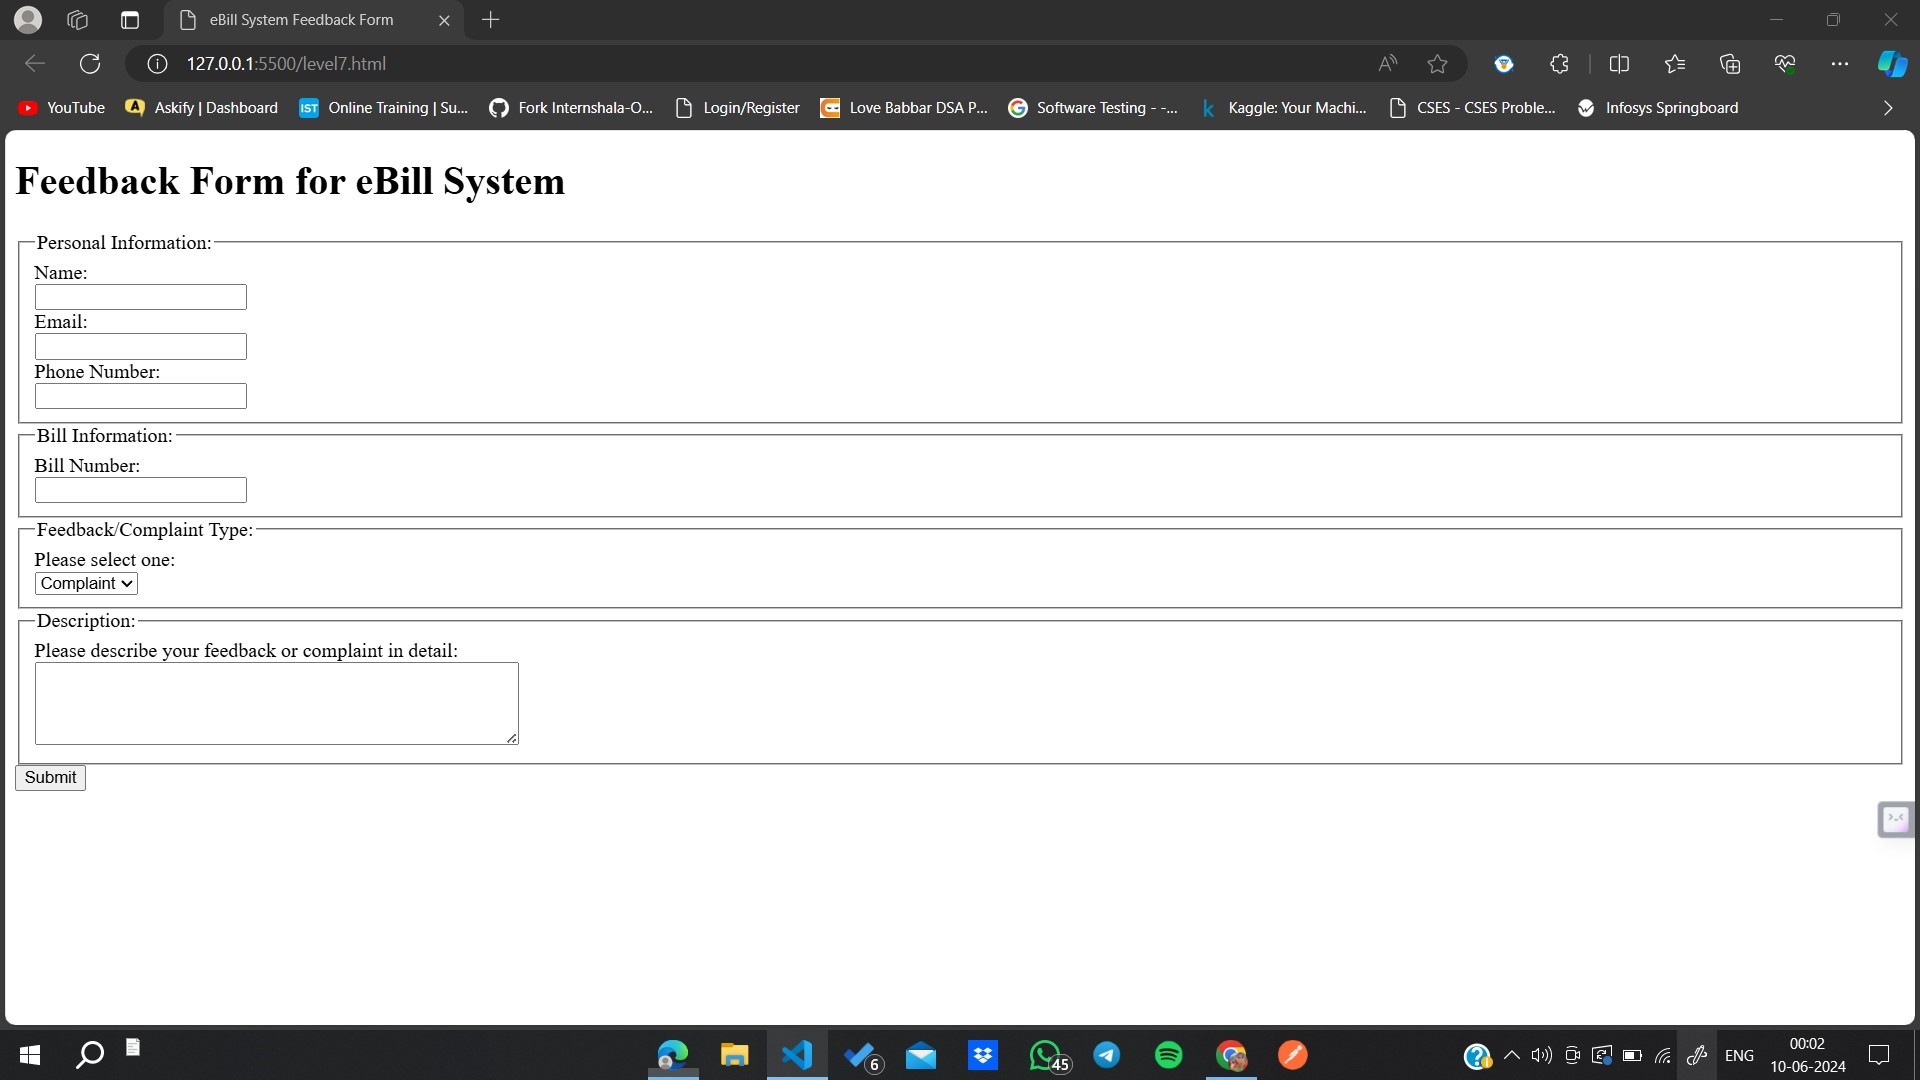 eBill System Feedback Form
127.0.0.1:5500/level7.html
YouTube
Askify | Dashboard
IST Online Training | Su...
Fork Internshala-O...
Login/Register
Love Babbar DSA P...
Software Testing - -...
Kaggle: Your Machi...
CSES - CSES Proble...
Infosys Springboard
Feedback Form for eBill System
Personal Information:
Name:
Email:
Phone Number:
Bill Information:
Bill Number:
Feedback/Complaint Type:
Please select one:
Complaint
Description:
Please describe your feedback or complaint in detail:
Submit
6
45
ENG
00:02
10-06-2024